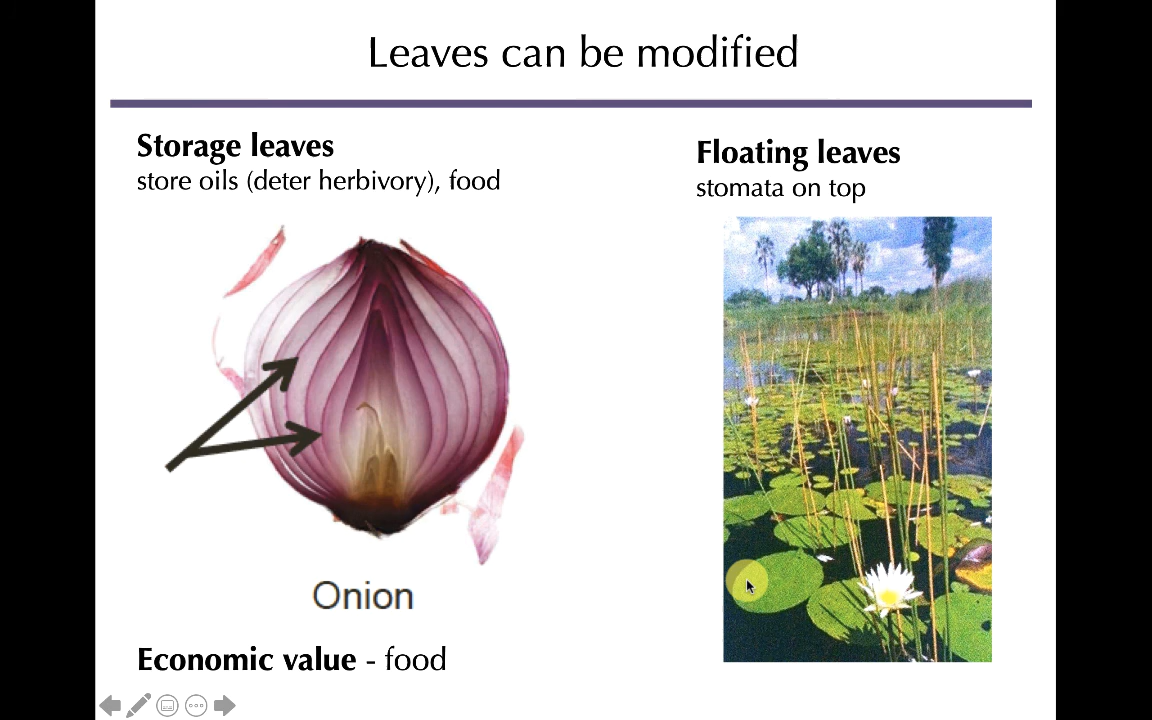 Leaves can be modified
Storage leaves
store oils (deter herbivory), food
Floating leaves
stomata on top
Onion
Economic value - food